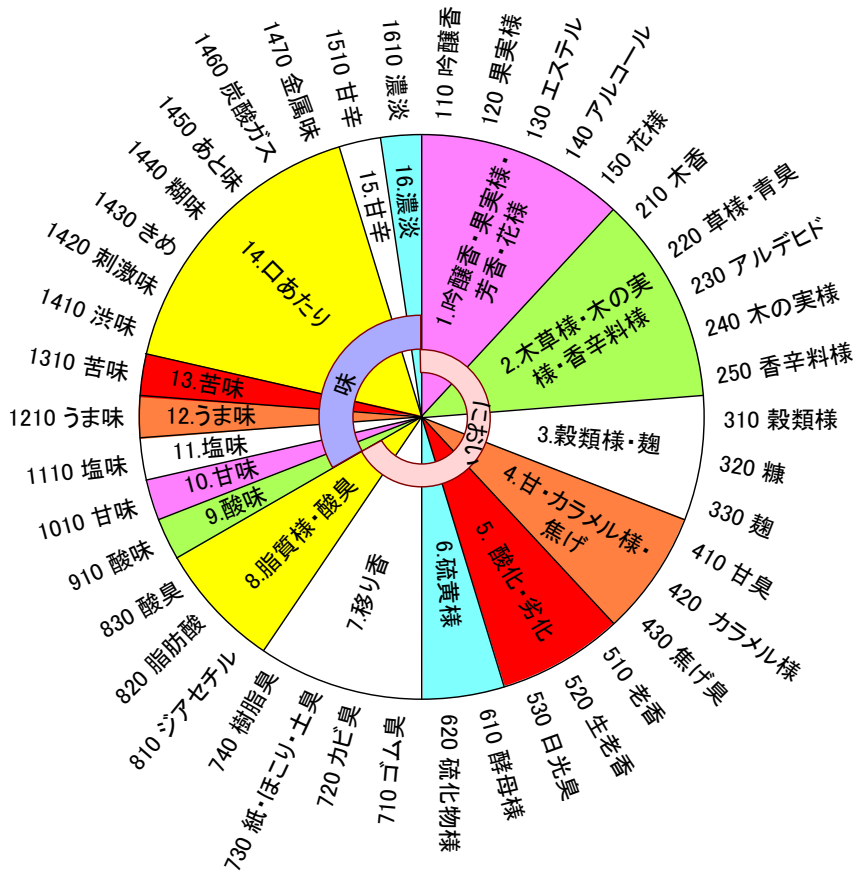 110 吟醸香
120 果実様
130 エステル
140 アルコール
150 花様
210 木香
220 草様・青臭
230 アルデヒド
240 木の実様
250 香辛料様
310 穀類様
320 糠
330 麹
410 甘臭
420 カラメル様
430 焦げ臭
510 老香
520 生老香
530 日光臭
610 酵母様
620 硫化物様
710 ゴム臭
720 カビ臭
730 紙・ほこり・土臭
740 樹脂臭
810 ジアセチル
820 脂肪酸
830 酸臭
910 酸味
1010 甘味
1110 塩味
1210 うま味
1310 苦味
1410 渋味
1420 刺激味
1430 きめ
1440 糊味
1450 あと味
1460 炭酸ガス
1470 金属味
1510 甘辛
1610 濃淡
1.吟醸香・果実様・
芳香・花様
2.木草様・木の実
様・香辛料様
3.穀類様・麹
4.甘・カラメル様・
焦げ
5. 酸化・劣化
6.硫黄様
7.移り香
8.脂質様・酸臭
9.酸味
10.甘味
11.塩味
12.うま味
13.苦味
14.口あたり
15.甘辛
16.濃淡
味
におい